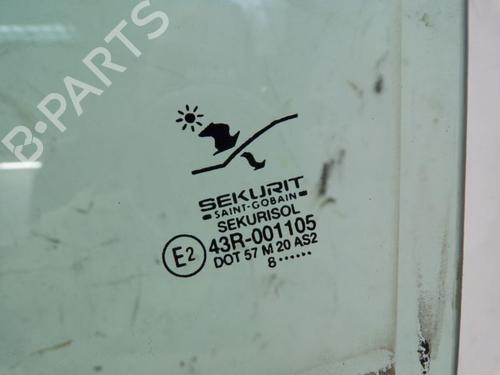 B-PARTS
SEKURIT
SAINT-GOBAIN
SEKURISOL
E2 43R-001105
DOT 57 M 20 AS2
8......